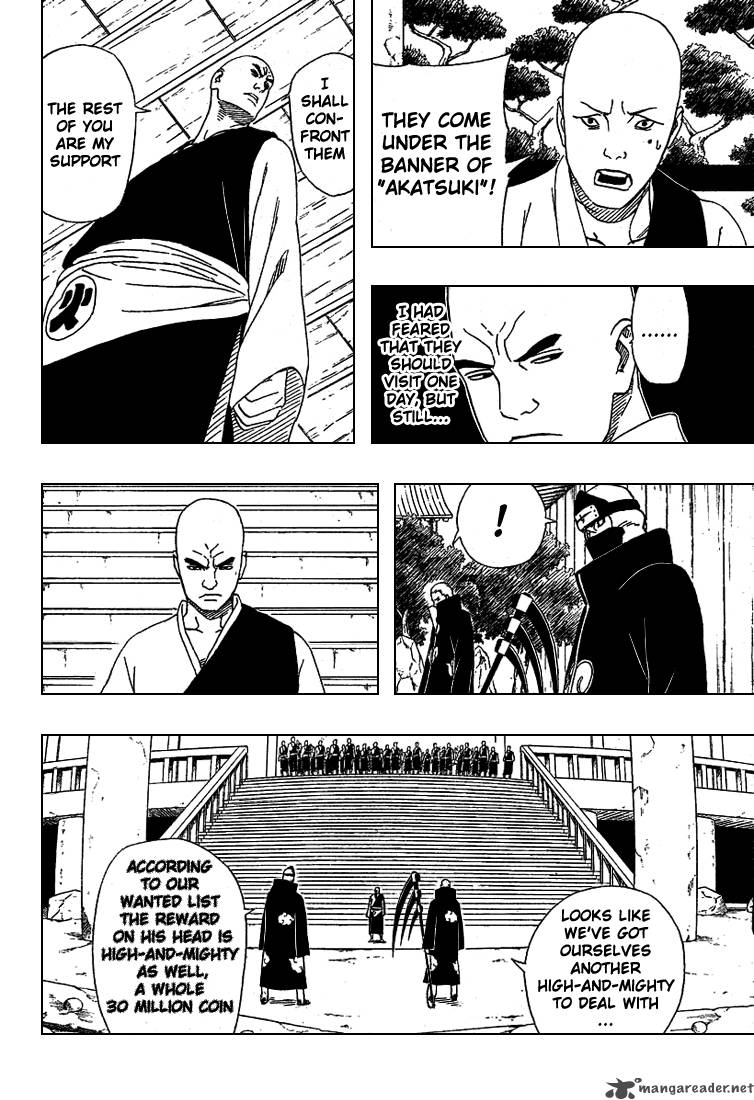 THEY COME
UNDER THE
BANNER OF
"AKATSUKI"!
.......
I HAD
FEARED
THAT THEY
SHOULD
VISIT ONE
DAY, BUT
STILL...
I
SHALL
CON-
FRONT
THEM
THE REST
OF YOU
ARE MY
SUPPORT
!
LOOKS LIKE
WE'VE GOT
OURSELVES
ANOTHER
HIGH-AND-MIGHTY
TO DEAL WITH
...
ACCORDING
TO OUR
WANTED LIST
THE REWARD
ON HIS HEAD IS
HIGH-AND-MIGHTY
AS WELL,
A WHOLE
30 MILLION COIN
mangareader.net